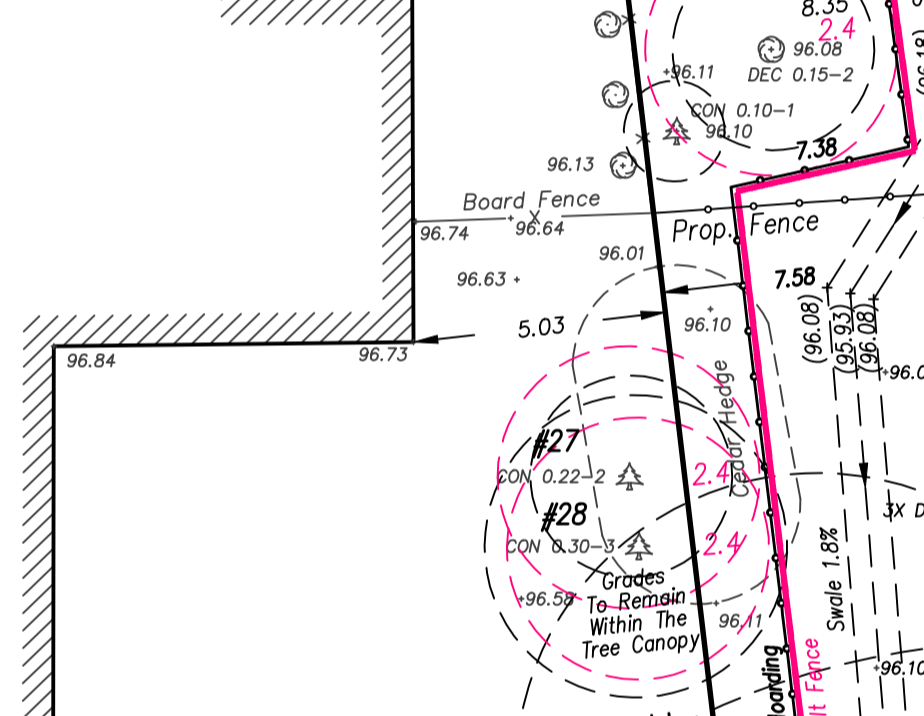 8.35
2.4
96.08
+96.11
DEC 0.15-2
CON 0.10-1
96.10
7.38
96.13
Board Fence
96.74
96.64
Prop. Fence
96.01
96.63 +
7.58
5.03
96.10
(96.08)
(95.93)
(96.08)
96.84
96.73
Cedar Hedge
#27
CON 0.22-2
2.4
#28
CON 0.30-3
2.4
3X
Swale 1.8%
Grades
To Remain
Within The
Tree Canopy
+96.58
96.11
+96.10